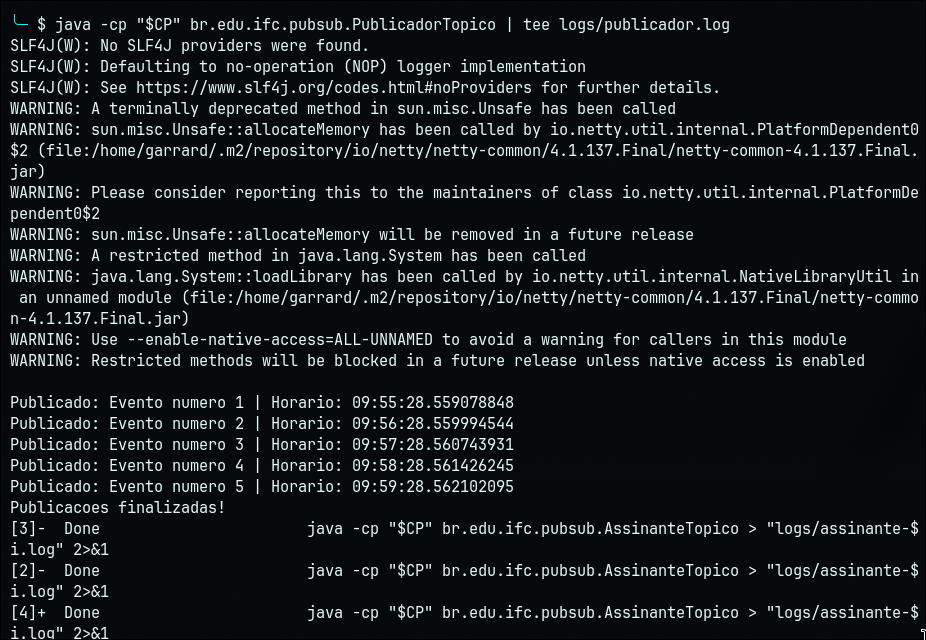 ╰─ $ java -cp "$CP" br.edu.ifc.pubsub.PublicadorTopico | tee logs/publicador.log
SLF4J(W): No SLF4J providers were found.
SLF4J(W): Defaulting to no-operation (NOP) logger implementation
SLF4J(W): See https://www.slf4j.org/codes.html#noProviders for further details.
WARNING: A terminally deprecated method in sun.misc.Unsafe has been called
WARNING: sun.misc.Unsafe::allocateMemory has been called by io.netty.util.internal.PlatformDependent0
$2 (file:/home/garrard/.m2/repository/io/netty/netty-common/4.1.137.Final/netty-common-4.1.137.Final.
jar)
WARNING: Please consider reporting this to the maintainers of class io.netty.util.internal.PlatformDe
pendent0$2
WARNING: sun.misc.Unsafe::allocateMemory will be removed in a future release
WARNING: A restricted method in java.lang.System has been called
WARNING: java.lang.System::loadLibrary has been called by io.netty.util.internal.NativeLibraryUtil in
 an unnamed module (file:/home/garrard/.m2/repository/io/netty/netty-common/4.1.137.Final/netty-commo
n-4.1.137.Final.jar)
WARNING: Use --enable-native-access=ALL-UNNAMED to avoid a warning for callers in this module
WARNING: Restricted methods will be blocked in a future release unless native access is enabled

Publicado: Evento numero 1 | Horario: 09:55:28.559078848
Publicado: Evento numero 2 | Horario: 09:56:28.559994544
Publicado: Evento numero 3 | Horario: 09:57:28.560743931
Publicado: Evento numero 4 | Horario: 09:58:28.561426245
Publicado: Evento numero 5 | Horario: 09:59:28.562102095
Publicacoes finalizadas!
[3]-  Done                       java -cp "$CP" br.edu.ifc.pubsub.AssinanteTopico > "logs/assinante-$
i.log" 2>&1
[2]-  Done                       java -cp "$CP" br.edu.ifc.pubsub.AssinanteTopico > "logs/assinante-$
i.log" 2>&1
[4]+  Done                       java -cp "$CP" br.edu.ifc.pubsub.AssinanteTopico > "logs/assinante-$
i.log" 2>&1